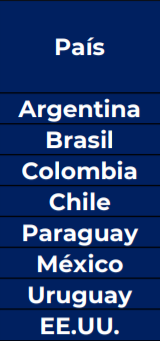 País
Argentina
Brasil
Colombia
Chile
Paraguay
México
Uruguay
EE.UU.